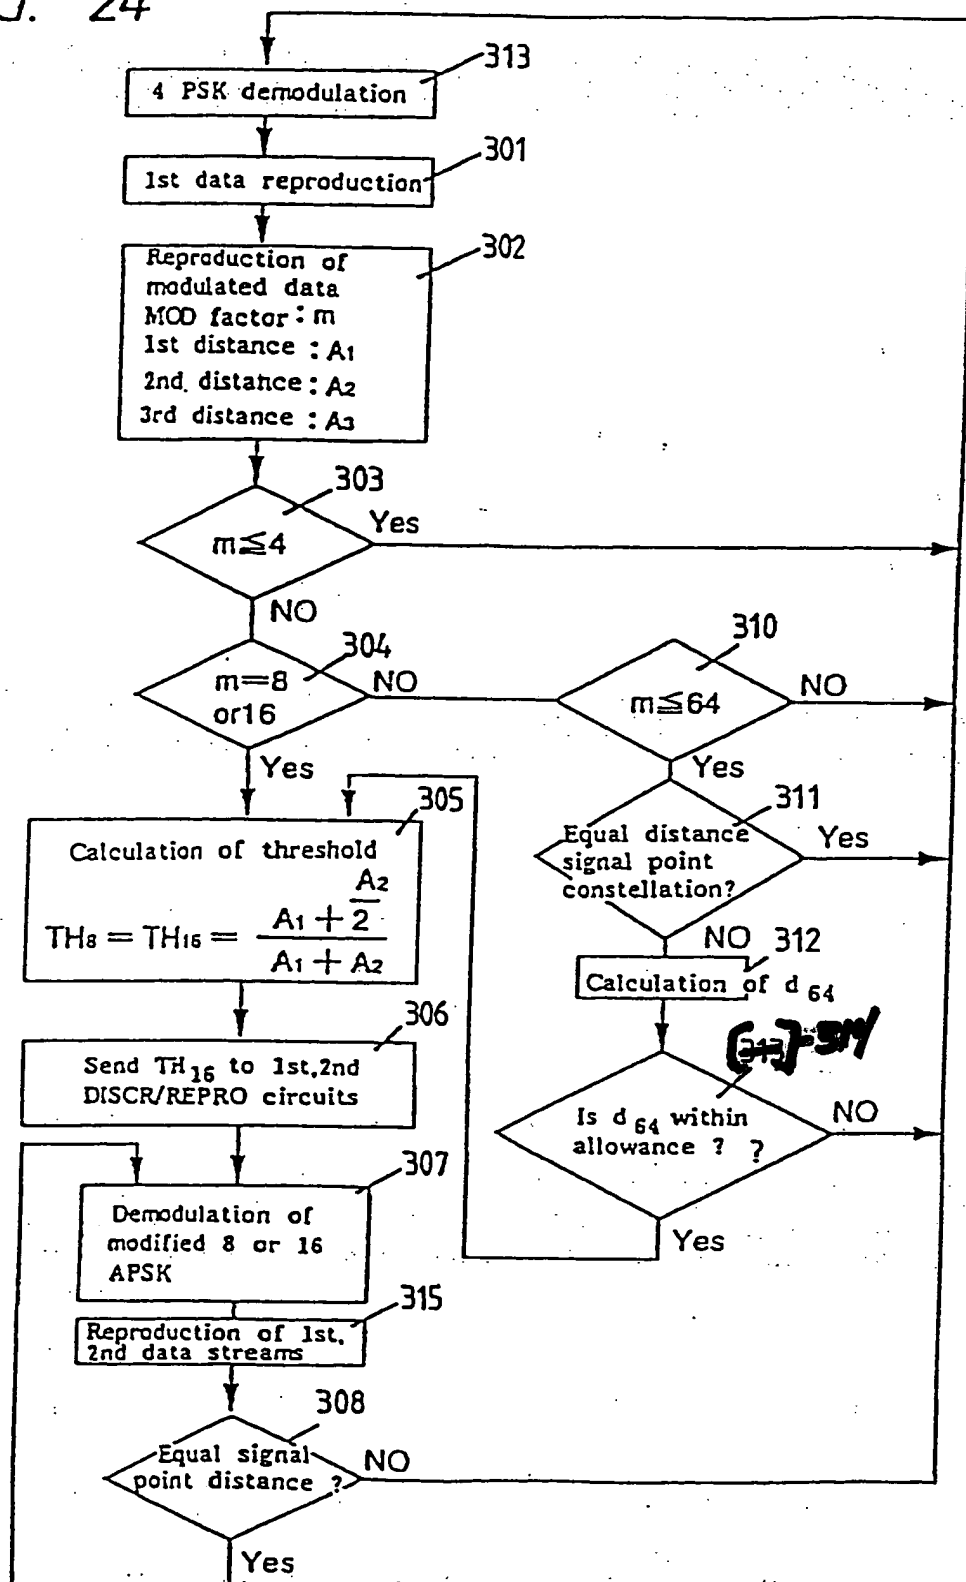 24
313
4 PSK demodulation
301
1st data reproduction
302
Reproduction of
modulated data
MOD factor : m
1st distance : A1
2nd. distance : A2
3rd distance : A3
303
m≦4
Yes
NO
304
m=8
or16
NO
Yes
310
m≦64
NO
Yes
311
Equal distance
signal point
constellation?
Yes
NO
305
Calculation of threshold
TH8 = TH16 = (A1 + A2/2) / (A1 + A2)
312
Calculation of d 64
306
Send TH16 to 1st,2nd
DISCR/REPRO circuits
Is d 64 within
allowance ? ?
NO
Yes
307
Demodulation of
modified 8 or 16
APSK
315
Reproduction of 1st.
2nd data streams
308
Equal signal
point distance ?
NO
Yes